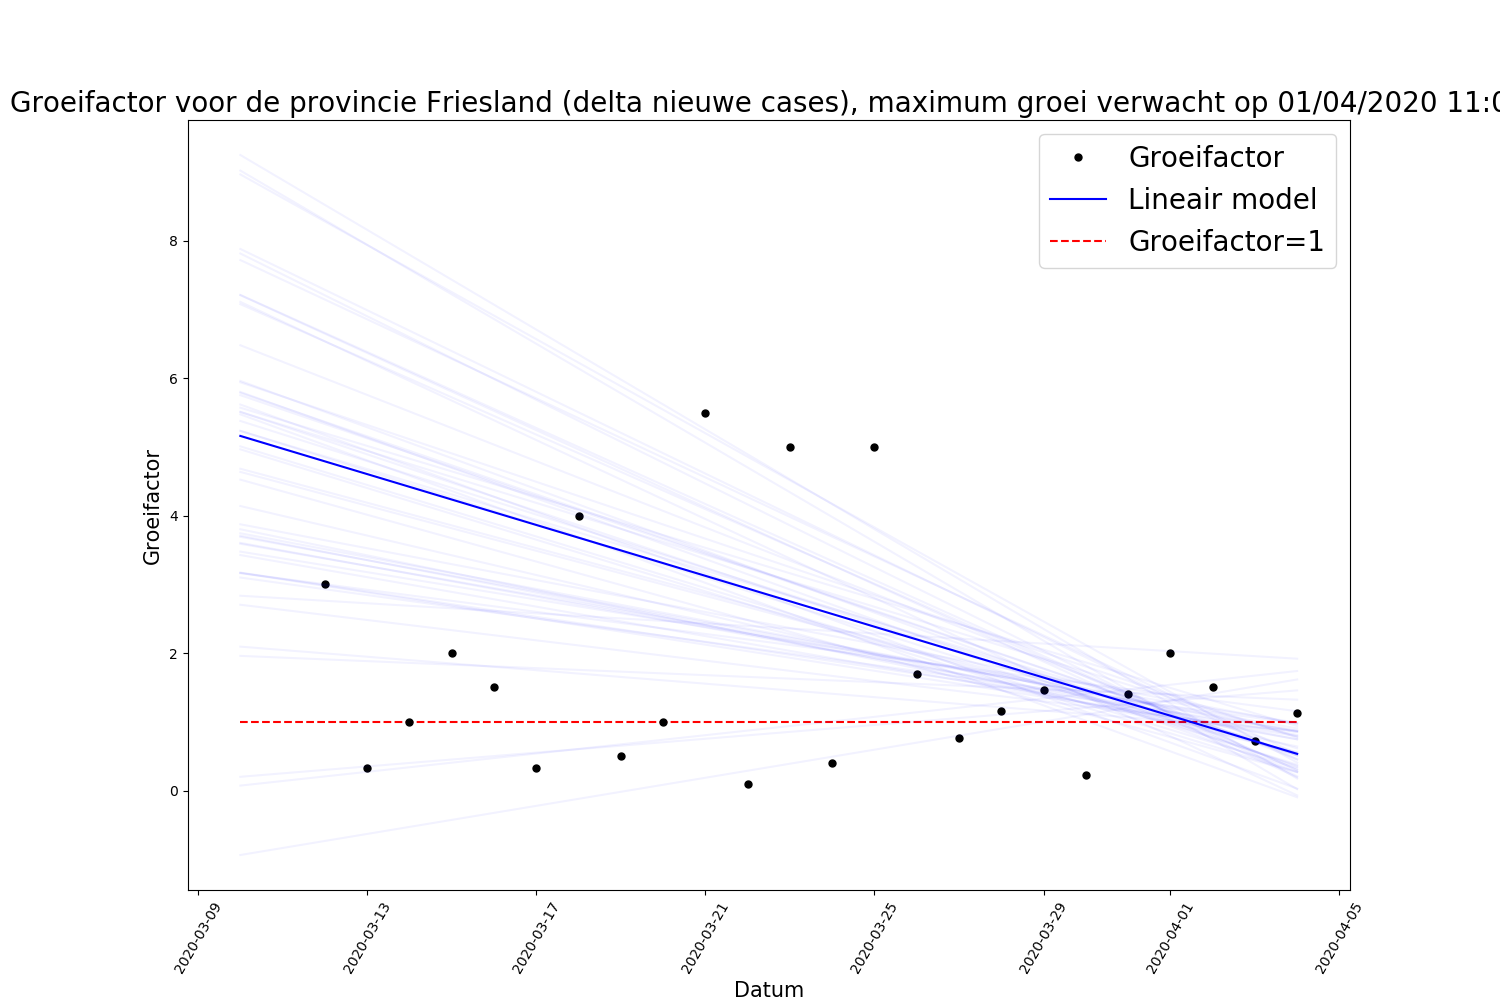 Groeifactor voor de provincie Friesland (delta nieuwe cases), maximum groei verwacht op 01/04/2020 11:0
Groeifactor
Lineair model
Groeifactor=1
Groeifactor
8
6
4
2
0
2020-03-09
2020-03-13
2020-03-17
2020-03-21
2020-03-25
2020-03-29
2020-04-01
2020-04-05
Datum